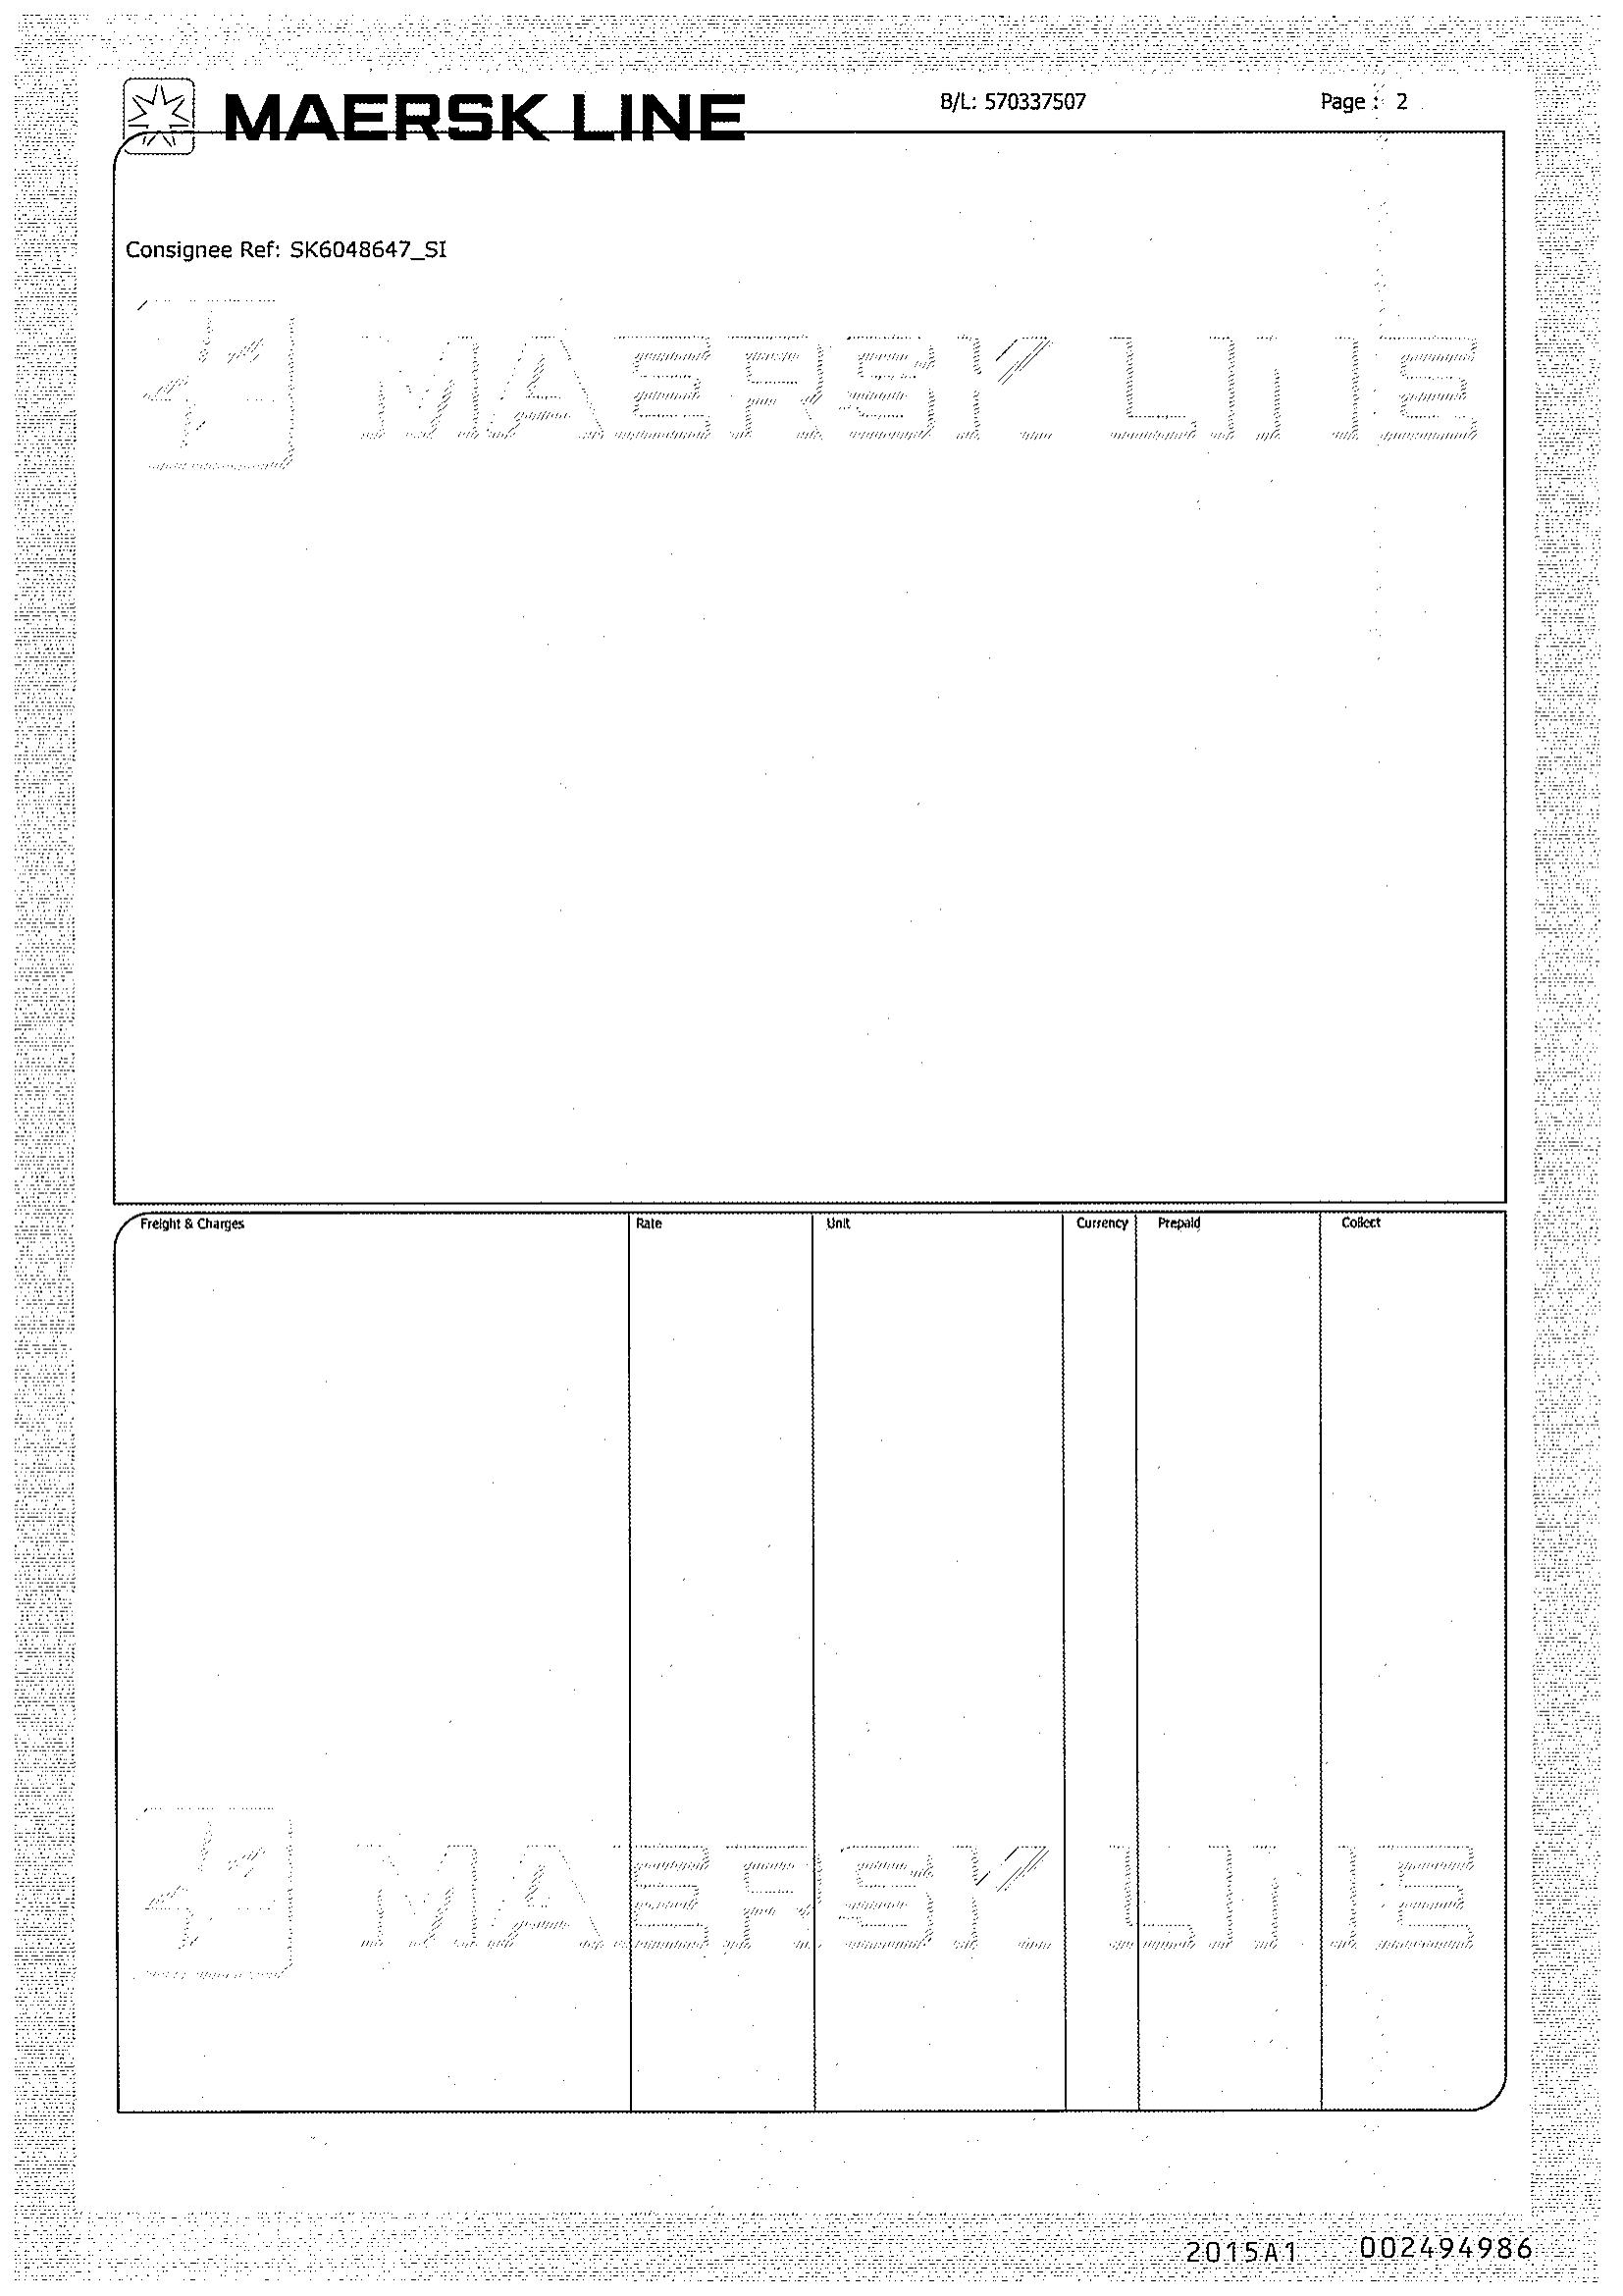 MAERSK LINE
B/L: 570337507
Page : 2
Consignee Ref: SK6048647_SI
MAERSK LINE
Freight & Charges
Rate
Unit
Currency
Prepaid
Collect
MAERSK LINE
2015A1 002494986